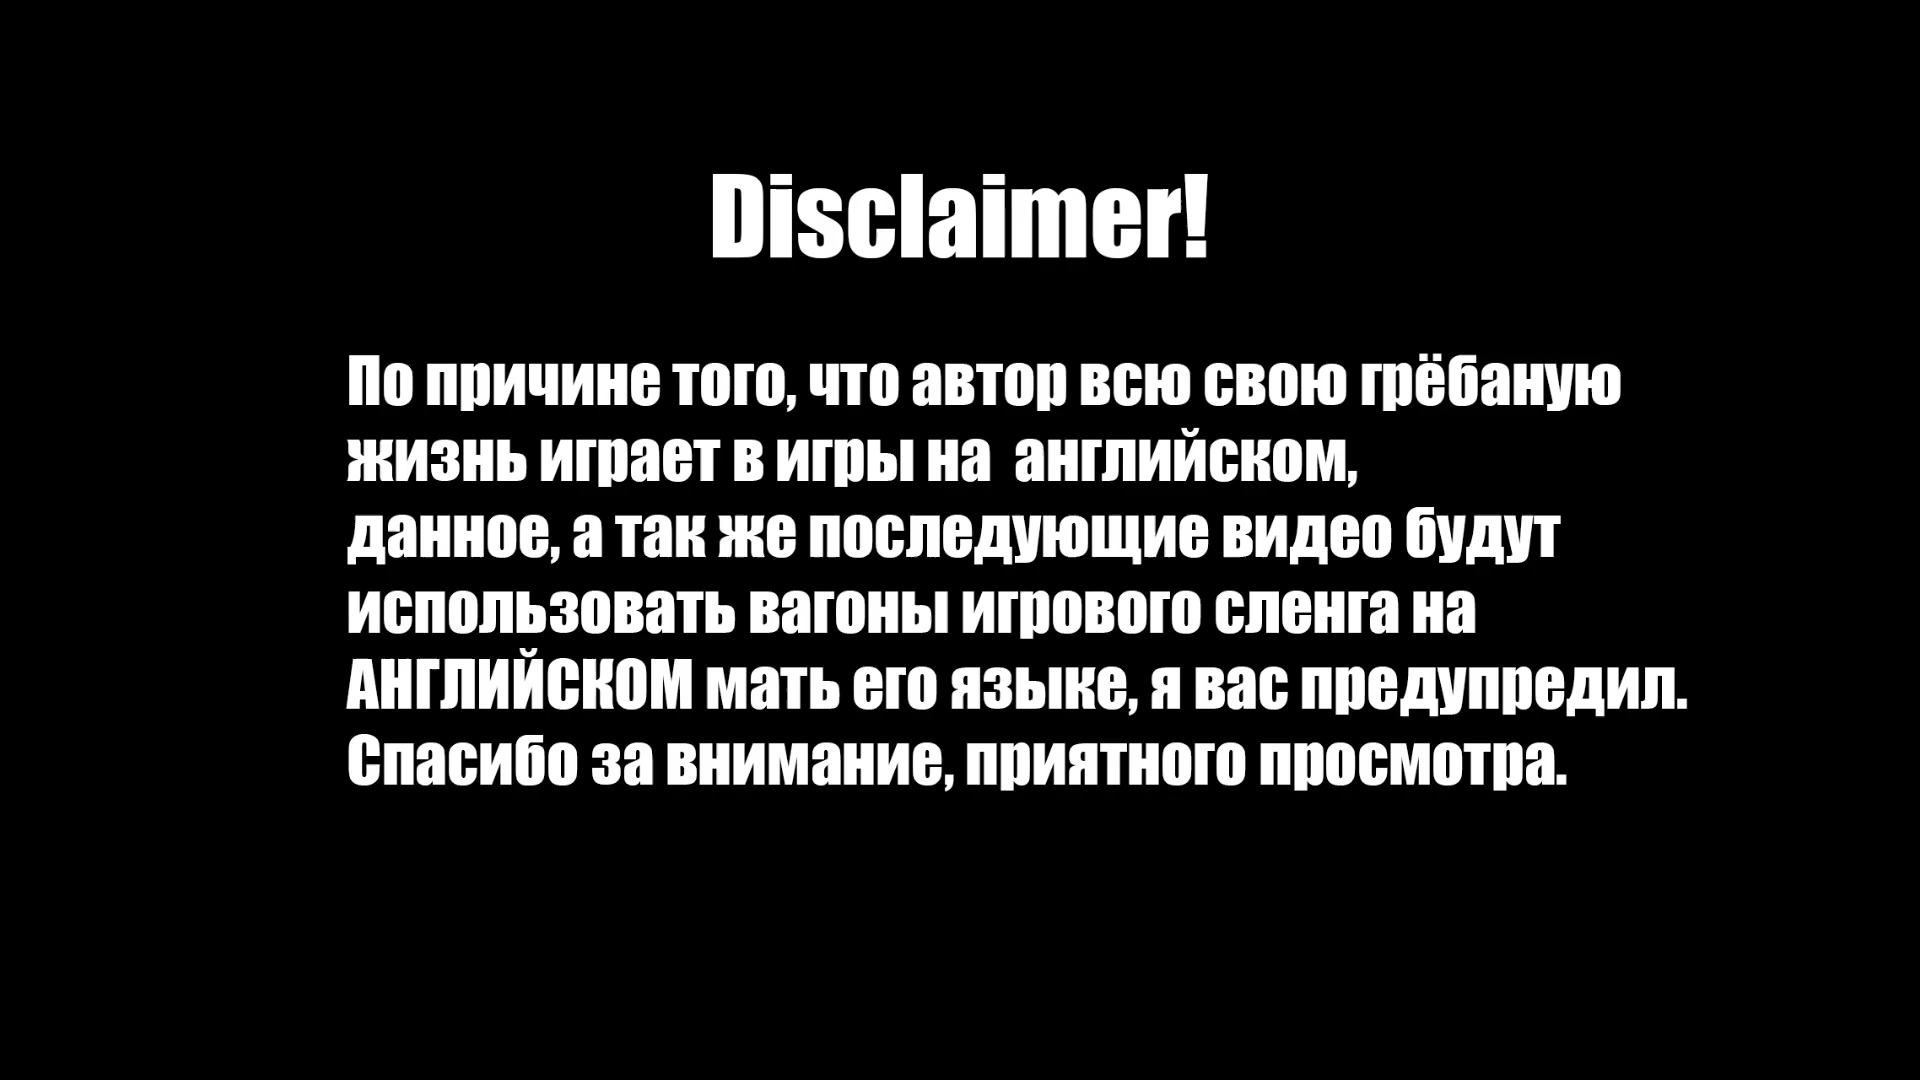 Disclaimer!
По причине того, что автор всю свою грёбаную
жизнь играет в игры на  английском,
данное, а так же последующие видео будут
использовать вагоны игрового сленга на
АНГЛИЙСКОМ мать его языке, я вас предупредил.
Спасибо за внимание, приятного просмотра.